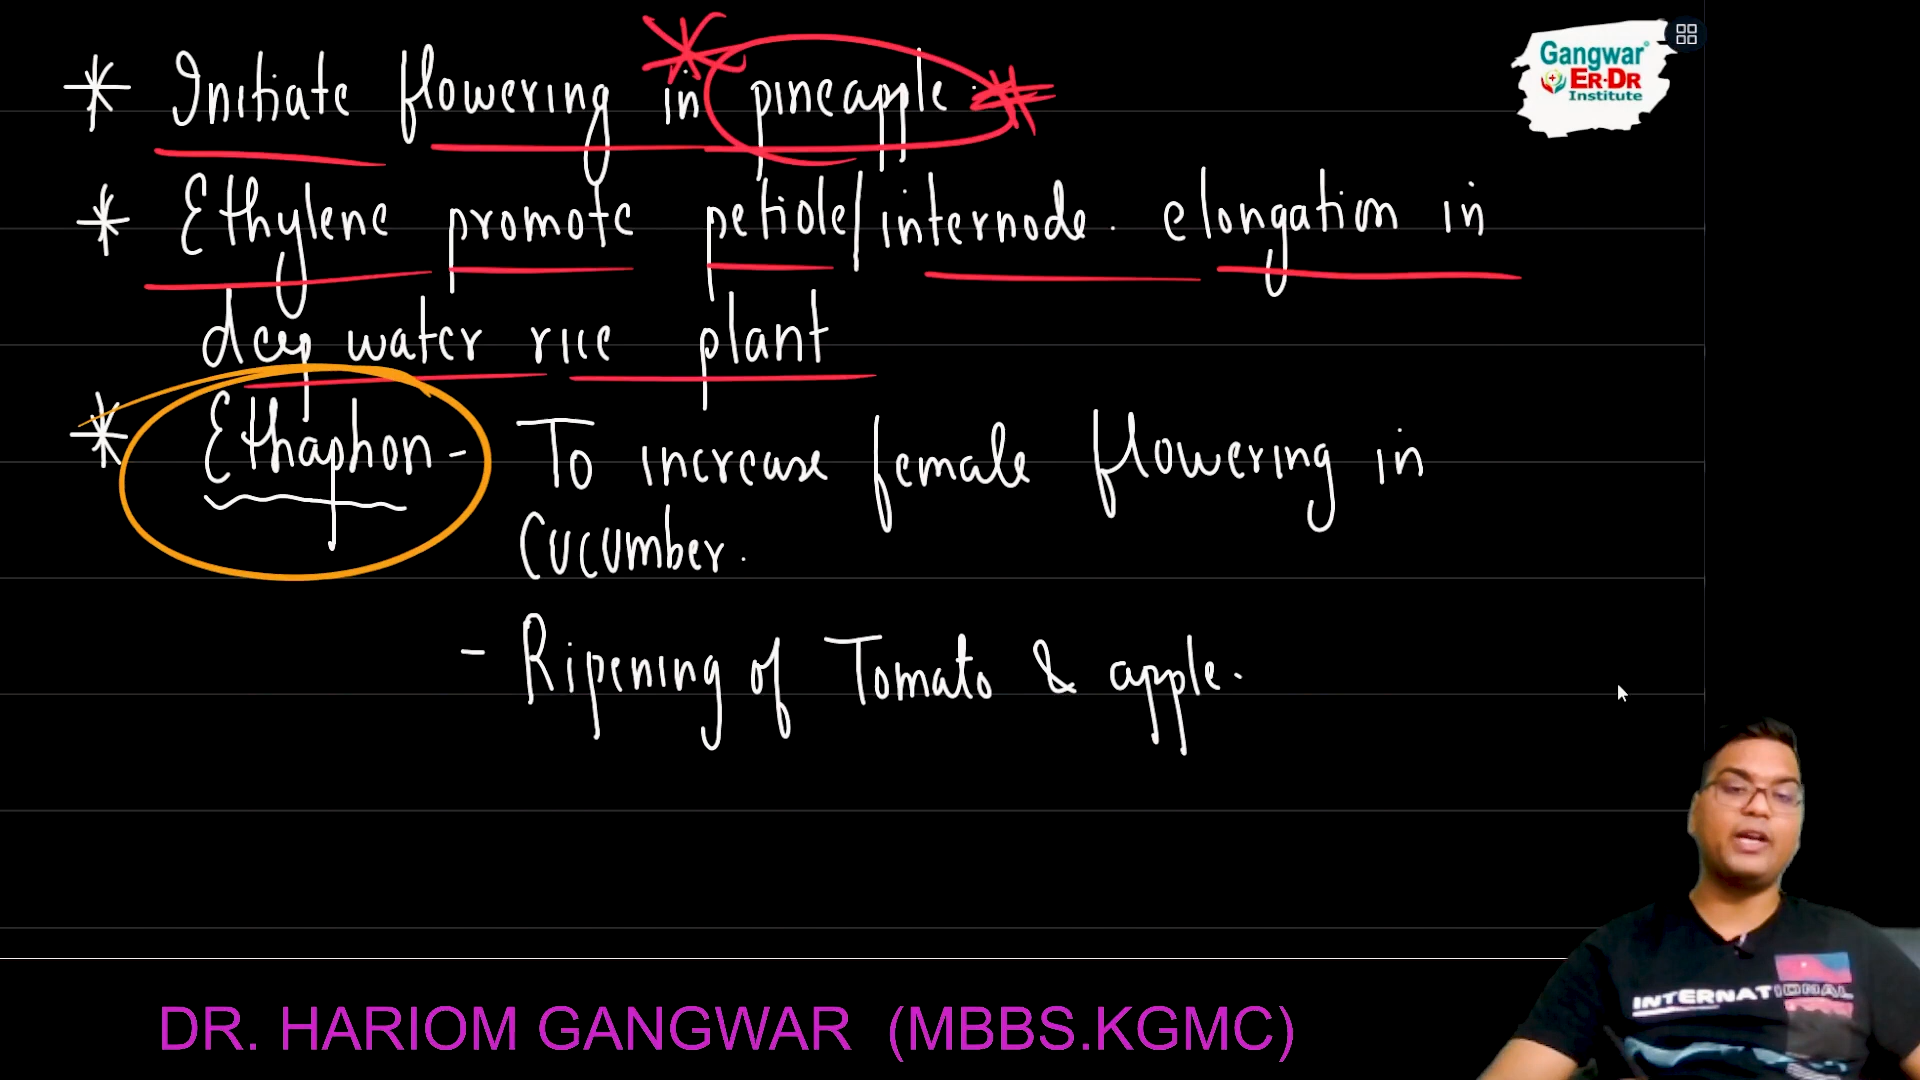 * Initiate flowering in pineapple.
* Ethylene promote petiole/internode. elongation in
deep water rice plant
* Ethaphon - To increase female flowering in
cucumber.
- Ripening of Tomato & apple.
Gangwar
ER-DR
Institute
INTERNATIONAL
DR. HARIOM GANGWAR (MBBS.KGMC)